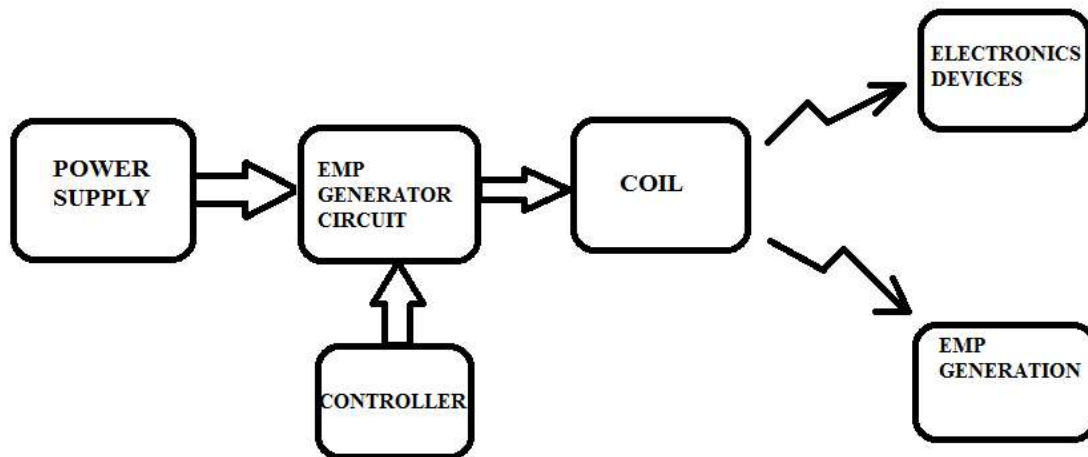 POWER
SUPPLY
EMP
GENERATOR
CIRCUIT
COIL
ELECTRONICS
DEVICES
EMP
GENERATION
CONTROLLER